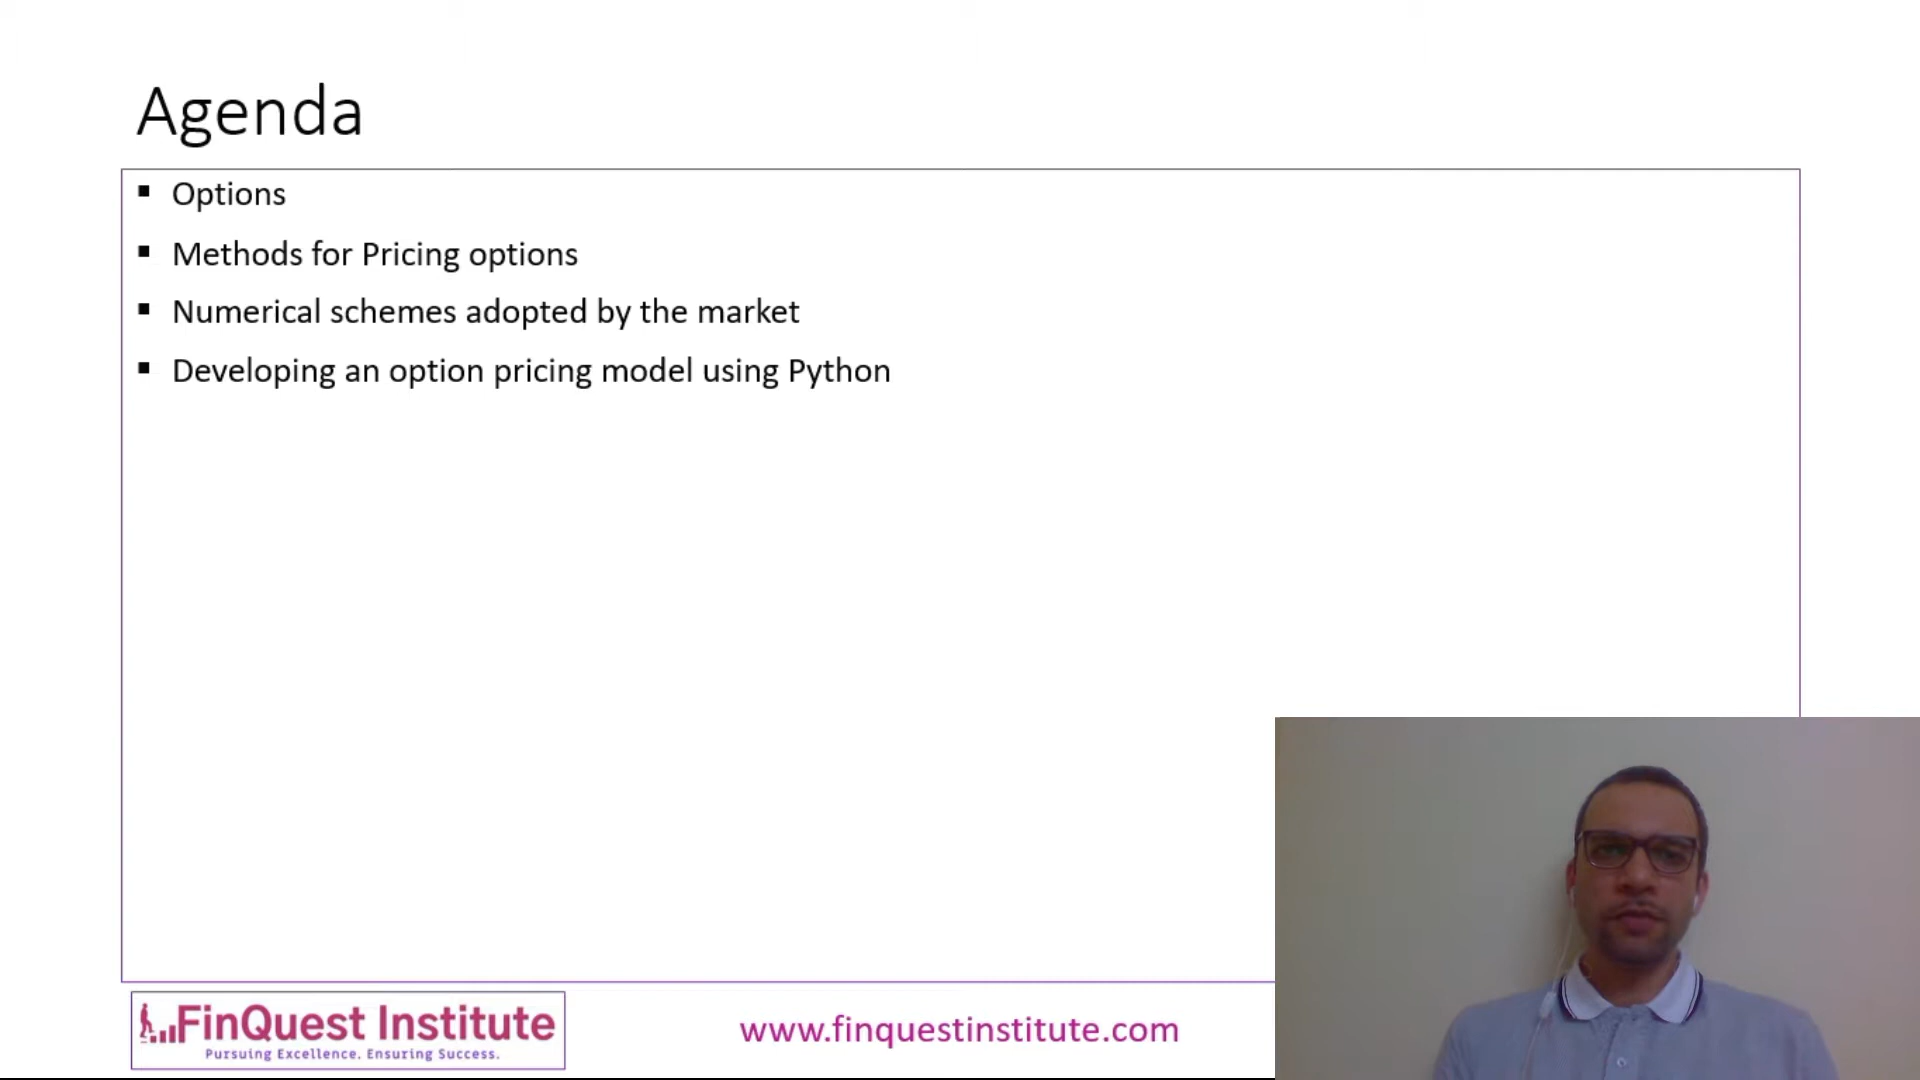 Agenda
▪ Options
▪ Methods for Pricing options
▪ Numerical schemes adopted by the market
▪ Developing an option pricing model using Python
FinQuest Institute
Pursuing Excellence. Ensuring Success.
www.finquestinstitute.com